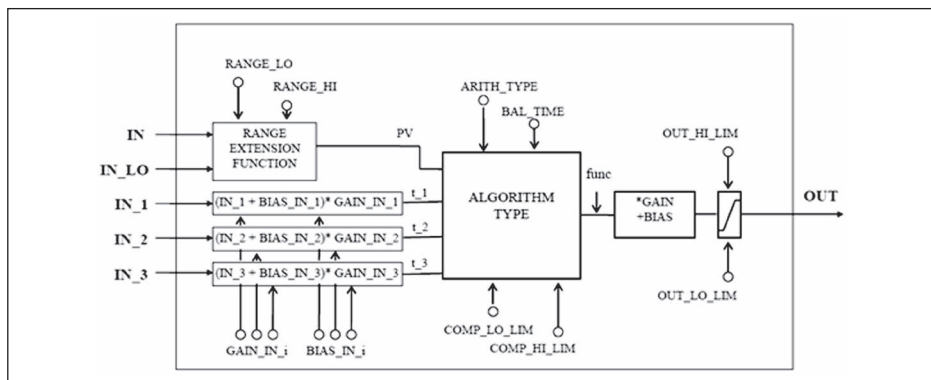 RANGE_LO
RANGE_HI
ARITH_TYPE
BAL_TIME
IN
IN_LO
RANGE
EXTENSION
FUNCTION
PV
OUT_HI_LIM
func
ALGORITHM
TYPE
*GAIN
+BIAS
OUT
IN_1
(IN_1 + BIAS_IN_1)* GAIN_IN_1
t_1
IN_2
(IN_2 + BIAS_IN_2)* GAIN_IN_2
t_2
IN_3
(IN_3 + BIAS_IN_3)* GAIN_IN_3
t_3
OUT_LO_LIM
COMP_LO_LIM
COMP_HI_LIM
GAIN_IN_i
BIAS_IN_i